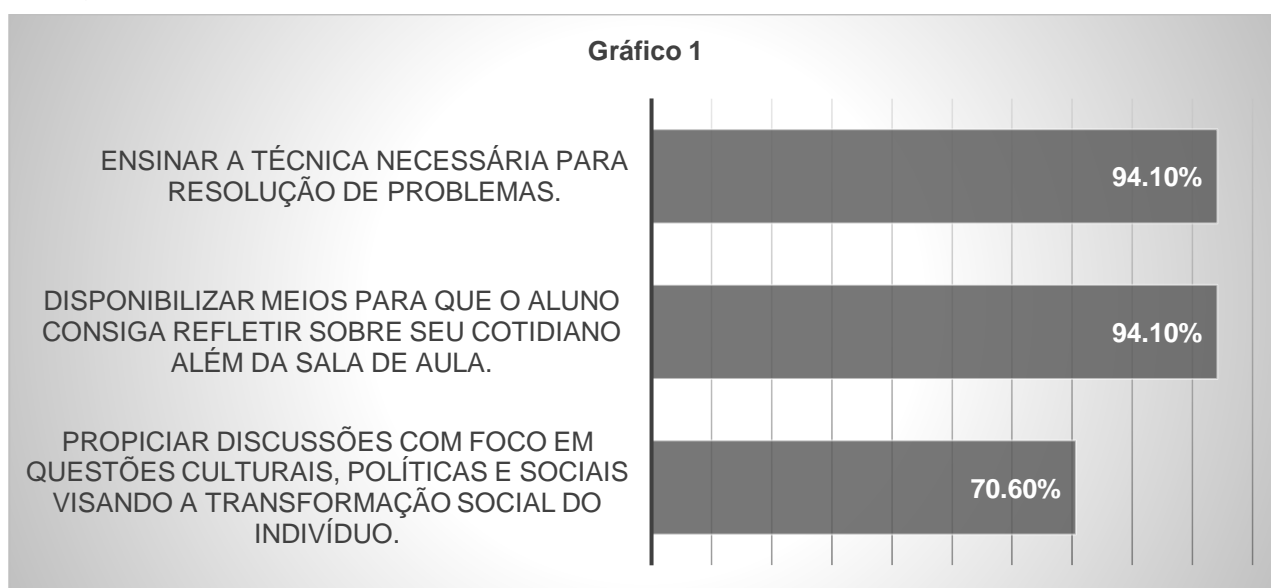 Gráfico 1
ENSINAR A TÉCNICA NECESSÁRIA PARA
RESOLUÇÃO DE PROBLEMAS.
94.10%
DISPONIBILIZAR MEIOS PARA QUE O ALUNO
CONSIGA REFLETIR SOBRE SEU COTIDIANO
ALÉM DA SALA DE AULA.
94.10%
PROPICIAR DISCUSSÕES COM FOCO EM
QUESTÕES CULTURAIS, POLÍTICAS E SOCIAIS
VISANDO A TRANSFORMAÇÃO SOCIAL DO
INDIVÍDUO.
70.60%